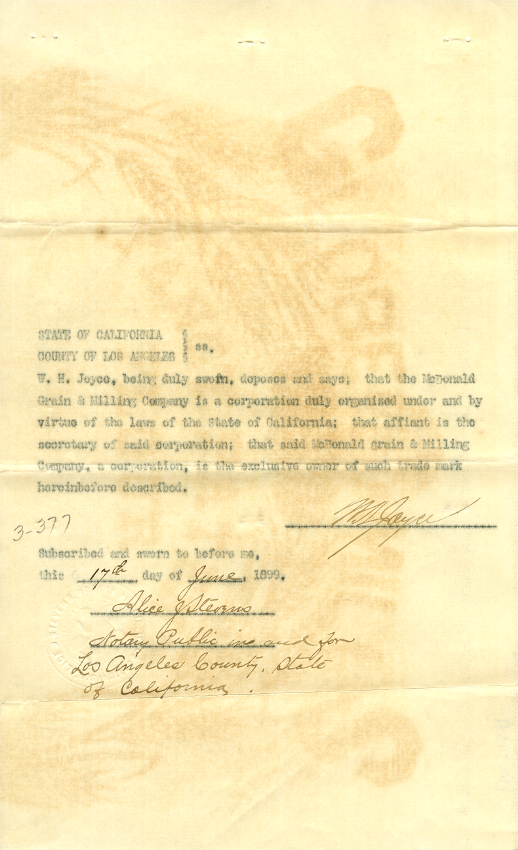 STATE OF CALIFORNIA
COUNTY OF LOS ANGELES ss.
W. H. Joyce, being duly sworn, deposes and says; that the McDonald
Grain & Milling Company is a corporation duly organized under and by
virtue of the laws of the State of California; that affiant is the
secretary of said corporation; that said McDonald Grain & Milling
Company, a corporation, is the exclusive owner of such trade mark
hereinbefore described.
W H Joyce
3-377
Subscribed and sworn to before me,
this 17th day of June, 1899.
Alice J Stevens
Notary Public in and for
Los Angeles County, State
of California.